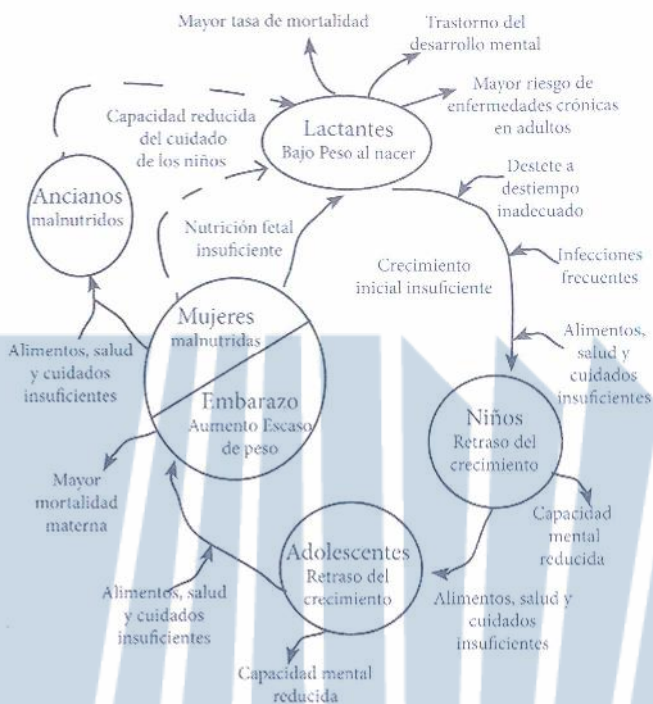 Mayor tasa de mortalidad
Trastorno del
desarrollo mental
Mayor riesgo de
enfermedades crónicas
en adultos
Capacidad reducida
del cuidado
de los niños
Lactantes
Bajo Peso al nacer
Destete a
destiempo
inadecuado
Ancianos
malnutridos
Nutrición fetal
insuficiente
Crecimiento
inicial insuficiente
Infecciones
frecuentes
Mujeres
malnutridas
Alimentos, salud
y cuidados
insuficientes
Alimentos,
salud y
cuidados
insuficientes
Embarazo
Aumento Escaso
de peso
Niños
Retraso del
crecimiento
Mayor
mortalidad
materna
Capacidad
mental
reducida
Adolescentes
Retraso del
crecimiento
Alimentos, salud
y cuidados
insuficientes
Alimentos, salud y
cuidados
insuficientes
Capacidad mental
reducida